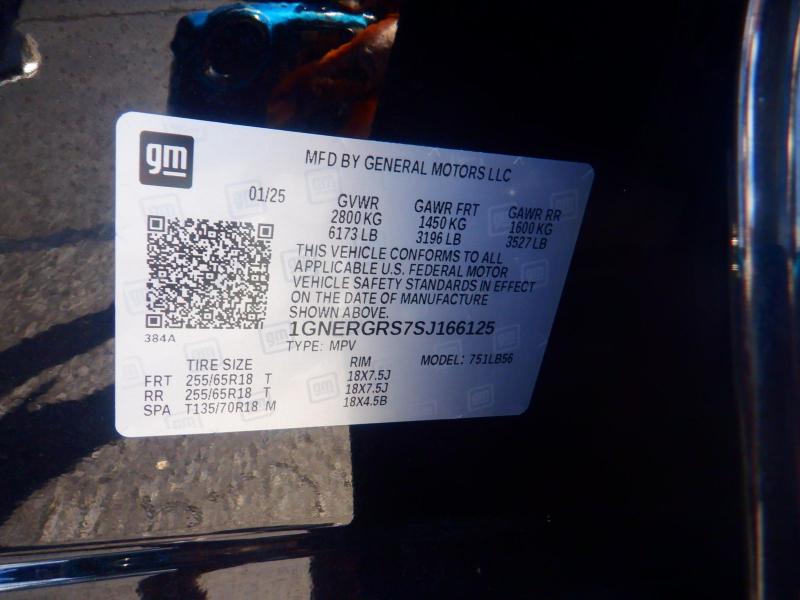 gm
MFD BY GENERAL MOTORS LLC
01/25
GVWR GAWR FRT GAWR RR
2800 KG 1450 KG 1600 KG
6173 LB 3196 LB 3527 LB
THIS VEHICLE CONFORMS TO ALL
APPLICABLE U.S. FEDERAL MOTOR
VEHICLE SAFETY STANDARDS IN EFFECT
ON THE DATE OF MANUFACTURE
SHOWN ABOVE.
384A
1GNERGRS7SJ166125
TYPE: MPV MODEL: 751LB56
TIRE SIZE RIM
FRT 255/65R18 T 18X7.5J
RR 255/65R18 T 18X7.5J
SPA T135/70R18 M 18X4.5B